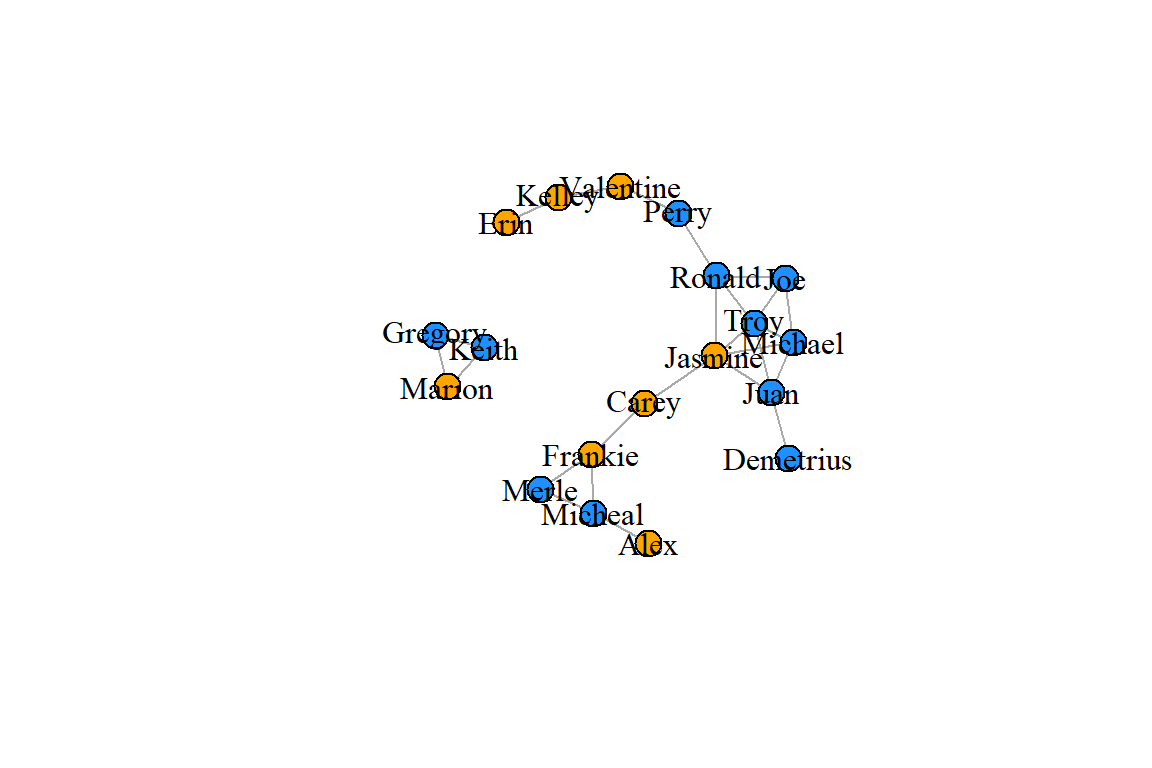 Valentine
Kelley
Perry
Erin
Ronald
Joe
Troy
Gregory
Michael
Keith
Jasmine
Marion
Juan
Carey
Frankie
Demetrius
Merle
Micheal
Alex